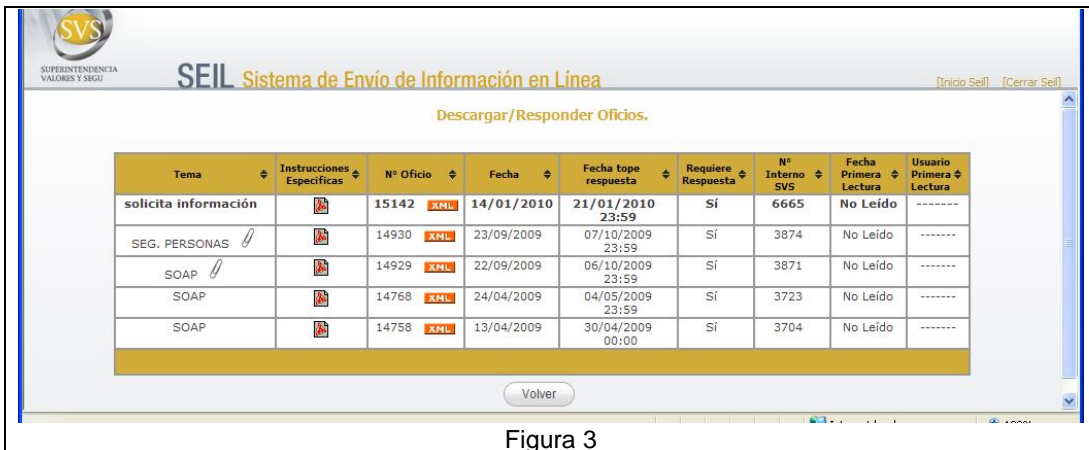 SVS
SUPERINTENDENCIA
VALORES Y SEGU
SEIL Sistema de Envío de Información en Línea
[Inicio Seil] [Cerrar Seil]
Descargar/Responder Oficios.
Tema Instrucciones Especificas N° Oficio Fecha Fecha tope respuesta Requiere Respuesta N° Interno SVS Fecha Primera Lectura Usuario Primera Lectura
solicita información 15142 XML 14/01/2010 21/01/2010 23:59 Sí 6665 No Leído -------
SEG. PERSONAS 14930 XML 23/09/2009 07/10/2009 23:59 Sí 3874 No Leído -------
SOAP 14929 XML 22/09/2009 06/10/2009 23:59 Sí 3871 No Leído -------
SOAP 14768 XML 24/04/2009 04/05/2009 23:59 Sí 3723 No Leído -------
SOAP 14758 XML 13/04/2009 30/04/2009 00:00 Sí 3704 No Leído -------
Volver
Figura 3